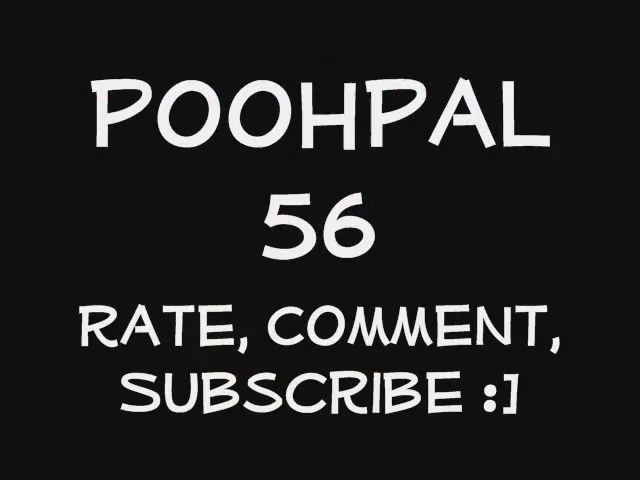 POOHPAL
56
RATE, COMMENT,
SUBSCRIBE :]